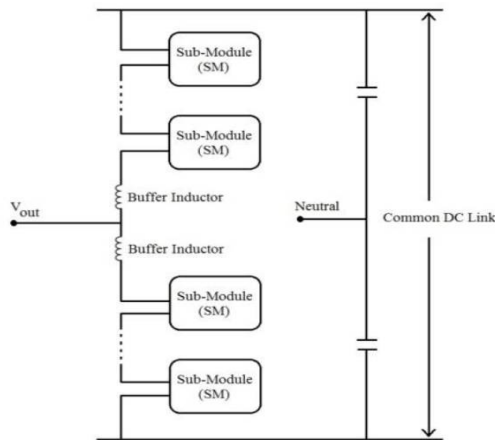 Sub-Module
(SM)
Sub-Module
(SM)
Buffer Inductor
Vout
Neutral
Common DC Link
Buffer Inductor
Sub-Module
(SM)
Sub-Module
(SM)